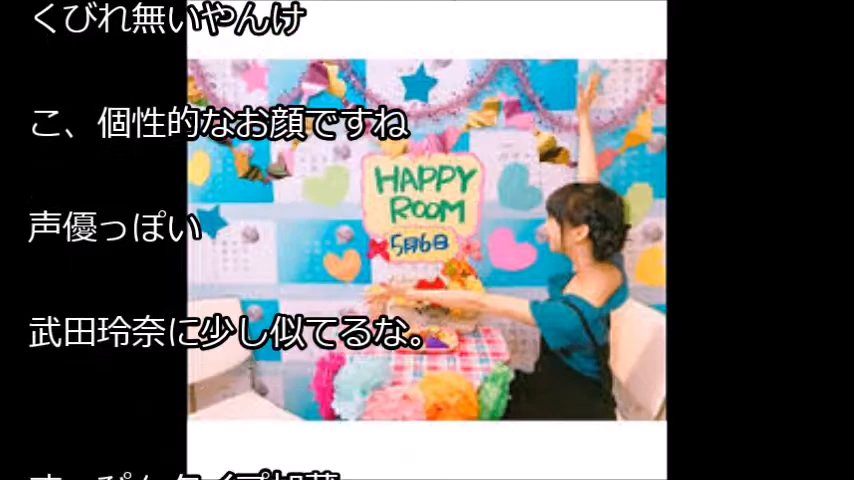 くびれ無いやんけ
こ、個性的なお顔ですね
HAPPY
ROOM
5月6日
声優っぽい
武田玲奈に少し似てるな。